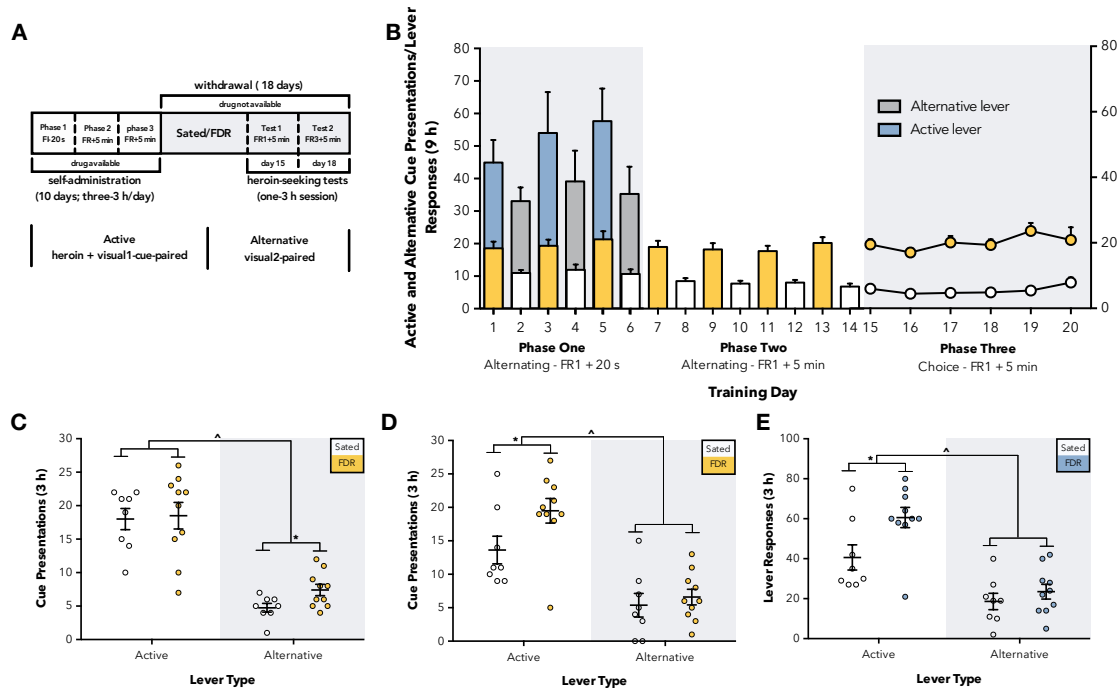 A
withdrawal ( 18 days)
drug not available
Phase 1
FI-20 s
Phase 2
FR+5 min
phase 3
FR+5 min
Sated/FDR
Test 1
FR1+5 min
Test 2
FR3+5 min
drug available
day 15
day 18
self-administration
(10 days; three-3 h/day)
heroin-seeking tests
(one-3 h session)
Active
heroin + visual1-cue-paired
Alternative
visual2-paired
B
Active and Alternative Cue Presentations/Lever
Responses (9 h)
80
70
60
50
40
30
20
10
0
Alternative lever
Active lever
80
60
40
20
0
1 2 3 4 5 6 7 8 9 10 11 12 13 14 15 16 17 18 19 20
Phase One
Alternating - FR1 + 20 s
Phase Two
Alternating - FR1 + 5 min
Phase Three
Choice - FR1 + 5 min
Training Day
C
Cue Presentations (3 h)
30
25
20
15
10
5
0
^
*
Sated
FDR
Active
Alternative
Lever Type
D
Cue Presentations (3 h)
30
25
20
15
10
5
0
*
^
Sated
FDR
Active
Alternative
Lever Type
E
Lever Responses (3 h)
100
80
60
40
20
0
*
^
Sated
FDR
Active
Alternative
Lever Type